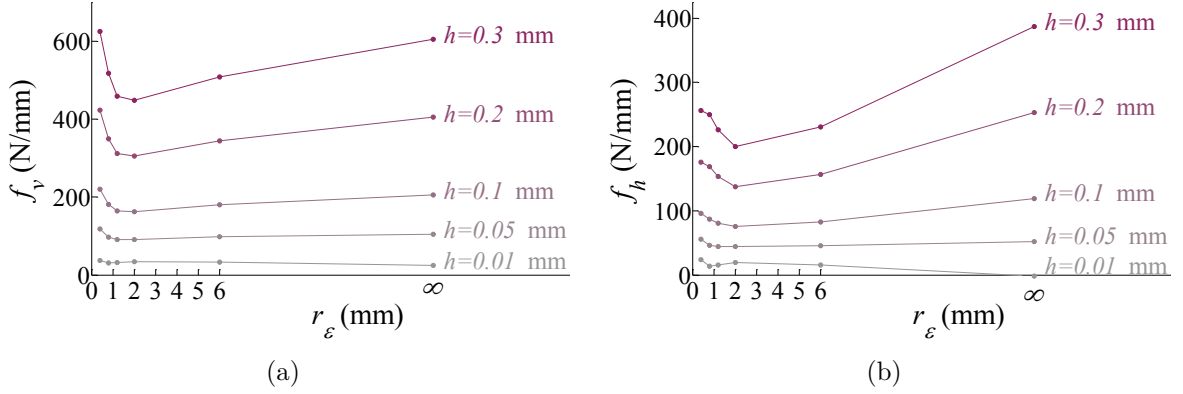 600
400
200
0
f_v (N/mm)
h=0.3 mm
h=0.2 mm
h=0.1 mm
h=0.05 mm
h=0.01 mm
0 1 2 3 4 5 6 ∞
r_ε (mm)
(a)
400
300
200
100
0
f_h (N/mm)
h=0.3 mm
h=0.2 mm
h=0.1 mm
h=0.05 mm
h=0.01 mm
0 1 2 3 4 5 6 ∞
r_ε (mm)
(b)